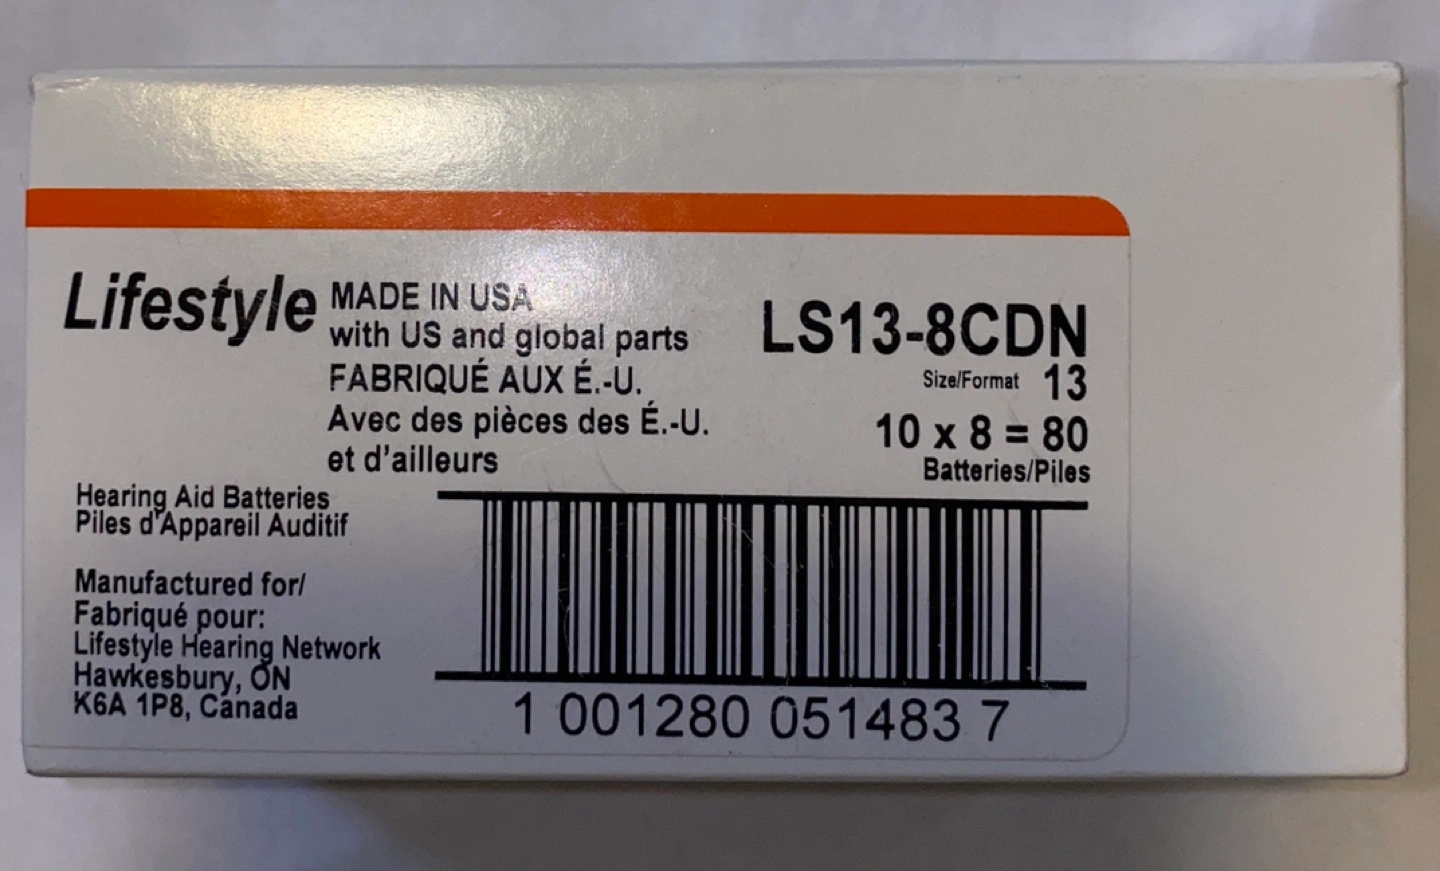 Lifestyle
MADE IN USA
with US and global parts
FABRIQUÉ AUX É.-U.
Avec des pièces des É.-U.
et d'ailleurs
LS13-8CDN
Size/Format 13
10 x 8 = 80
Batteries/Piles
Hearing Aid Batteries
Piles d'Appareil Auditif
Manufactured for/
Fabriqué pour:
Lifestyle Hearing Network
Hawkesbury, ON
K6A 1P8, Canada
1 001280 051483 7